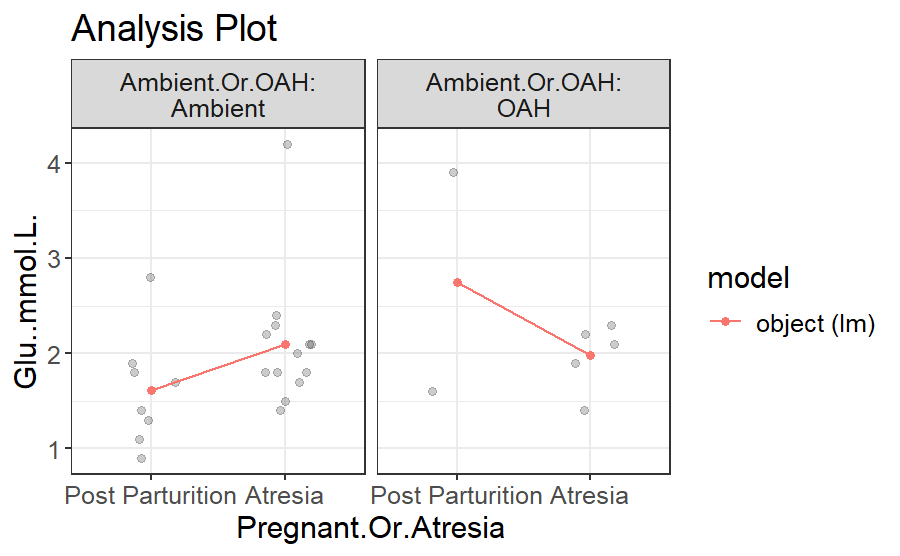 Analysis Plot
Ambient.Or.OAH:
Ambient
Ambient.Or.OAH:
OAH
Glu..mmol.L.
4
3
2
1
Post Parturition Atresia
Post Parturition Atresia
Pregnant.Or.Atresia
model
object (lm)